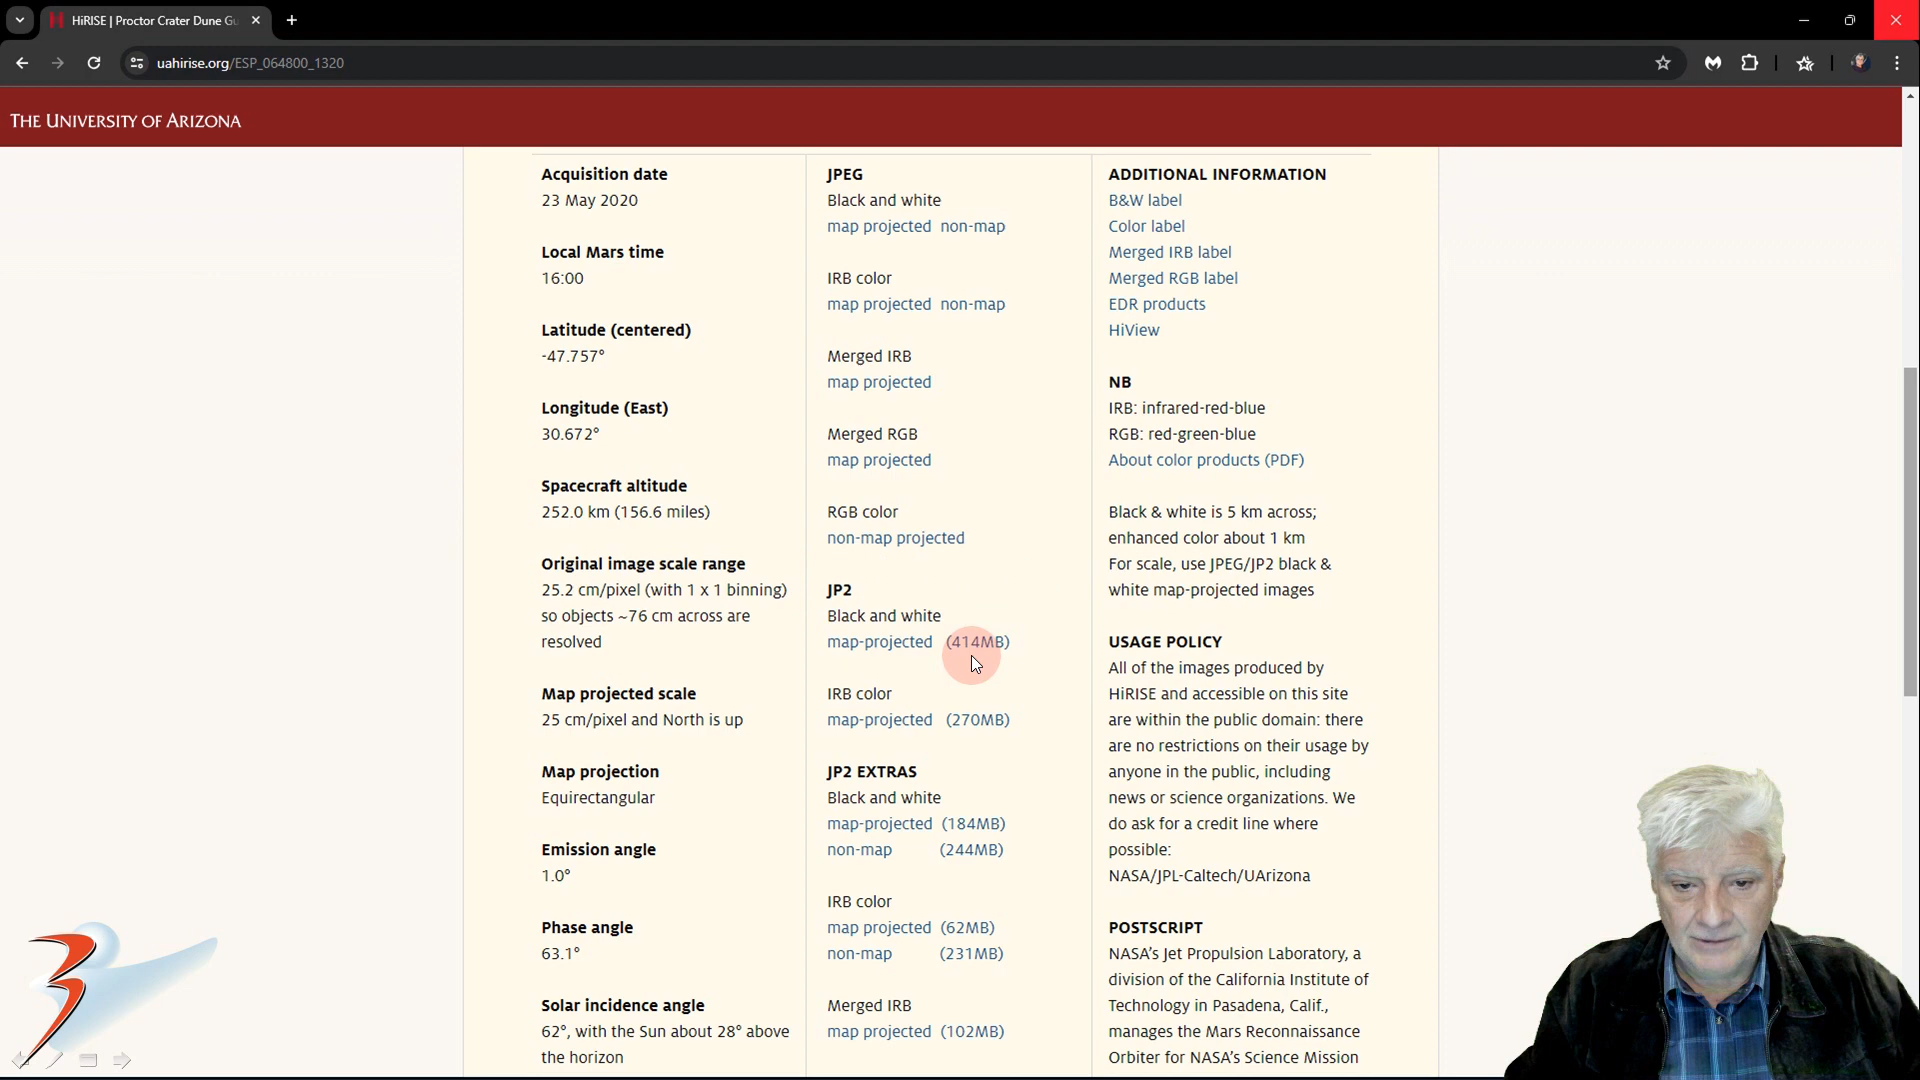 HiRISE | Proctor Crater Dune Gu
uahirise.org/ESP_064800_1320
THE UNIVERSITY OF ARIZONA
Acquisition date
23 May 2020
Local Mars time
16:00
Latitude (centered)
-47.757°
Longitude (East)
30.672°
Spacecraft altitude
252.0 km (156.6 miles)
Original image scale range
25.2 cm/pixel (with 1 x 1 binning)
so objects ~76 cm across are
resolved
Map projected scale
25 cm/pixel and North is up
Map projection
Equirectangular
Emission angle
1.0°
Phase angle
63.1°
Solar incidence angle
62°, with the Sun about 28° above
the horizon
JPEG
Black and white
map projected non-map
IRB color
map projected non-map
Merged IRB
map projected
Merged RGB
map projected
RGB color
non-map projected
JP2
Black and white
map-projected (414MB)
IRB color
map-projected (270MB)
JP2 EXTRAS
Black and white
map-projected (184MB)
non-map (244MB)
IRB color
map projected (62MB)
non-map (231MB)
Merged IRB
map projected (102MB)
ADDITIONAL INFORMATION
B&W label
Color label
Merged IRB label
Merged RGB label
EDR products
HiView
NB
IRB: infrared-red-blue
RGB: red-green-blue
About color products (PDF)
Black & white is 5 km across;
enhanced color about 1 km
For scale, use JPEG/JP2 black &
white map-projected images
USAGE POLICY
All of the images produced by
HiRISE and accessible on this site
are within the public domain: there
are no restrictions on their usage by
anyone in the public, including
news or science organizations. We
do ask for a credit line where
possible:
NASA/JPL-Caltech/UArizona
POSTSCRIPT
NASA's Jet Propulsion Laboratory, a
division of the California Institute of
Technology in Pasadena, Calif.,
manages the Mars Reconnaissance
Orbiter for NASA's Science Mission